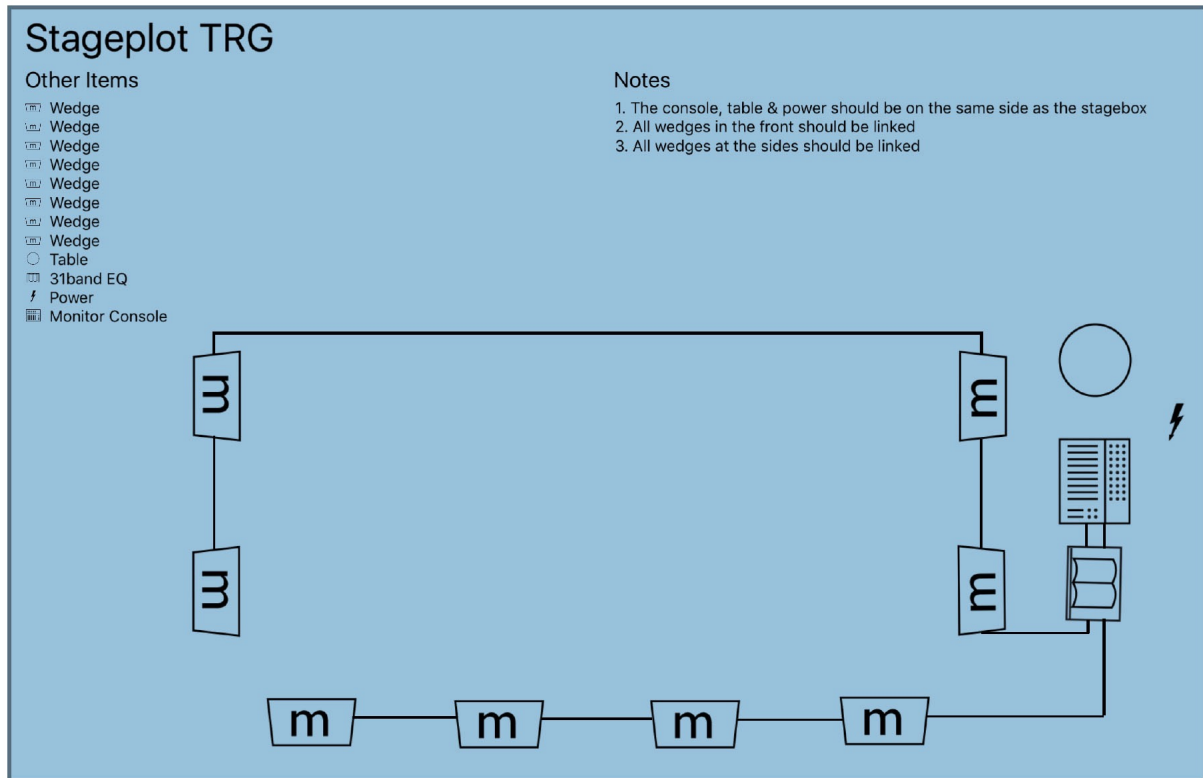 Stageplot TRG
Other Items
Wedge
Wedge
Wedge
Wedge
Wedge
Wedge
Wedge
Wedge
Table
31band EQ
Power
Monitor Console
Notes
1. The console, table & power should be on the same side as the stagebox
2. All wedges in the front should be linked
3. All wedges at the sides should be linked
m
m
m
m
m
m
m
m